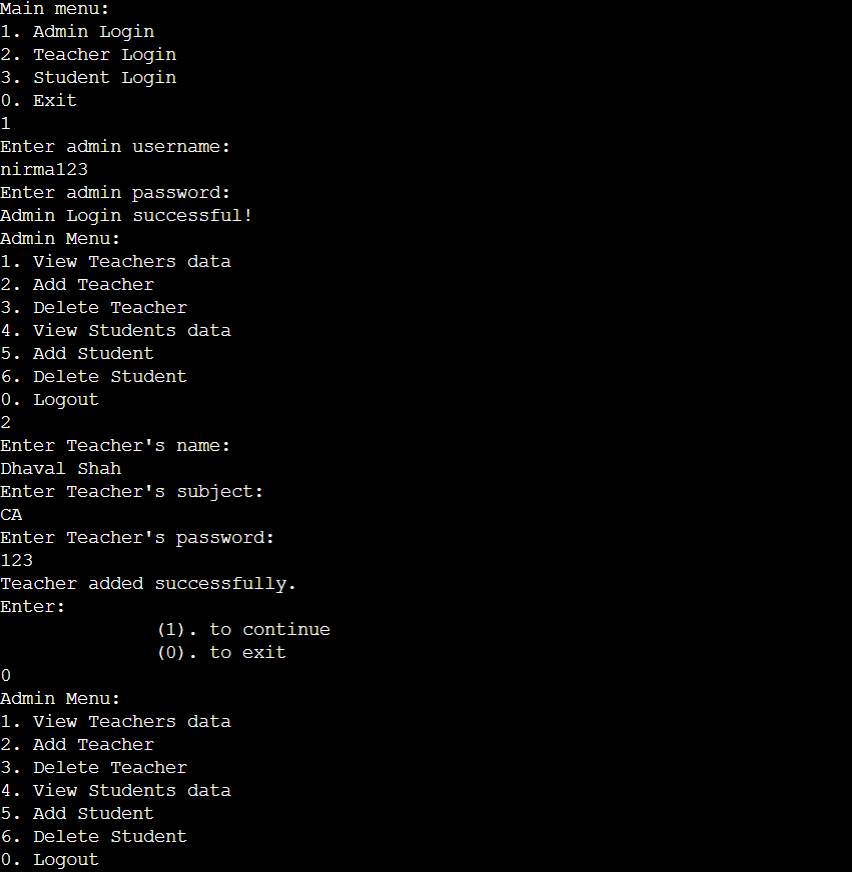 Main menu:
1. Admin Login
2. Teacher Login
3. Student Login
0. Exit
1
Enter admin username:
nirma123
Enter admin password:
Admin Login successful!
Admin Menu:
1. View Teachers data
2. Add Teacher
3. Delete Teacher
4. View Students data
5. Add Student
6. Delete Student
0. Logout
2
Enter Teacher's name:
Dhaval Shah
Enter Teacher's subject:
CA
Enter Teacher's password:
123
Teacher added successfully.
Enter:
(1). to continue
(0). to exit
0
Admin Menu:
1. View Teachers data
2. Add Teacher
3. Delete Teacher
4. View Students data
5. Add Student
6. Delete Student
0. Logout